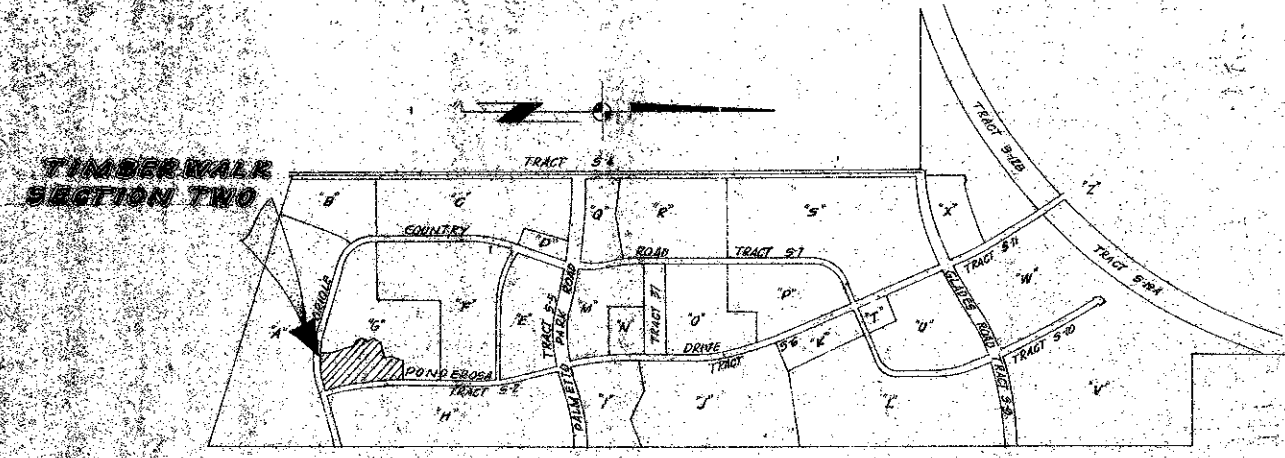 TIMBERWALK
SECTION TWO
TRACT S-4
TRACT S-12B
"Z"
TRACT S-12A
"B"
"C"
"Q"
"R"
"S"
"X"
COUNTRY
"D"
ROAD
TRACT S-7
TRACT S-11
"W"
"A"
"G"
"F"
"E"
TRACT S-5
PARK ROAD
"M"
"N"
TRACT
"O"
"P"
"T"
"U"
GLADES ROAD
TRACT S-10
PONDEROSA
TRACT S-2
DRIVE
TRACT
S-6
"K"
"H"
PALMETTO
"I"
"J"
"L"
TRACT S-9
"V"